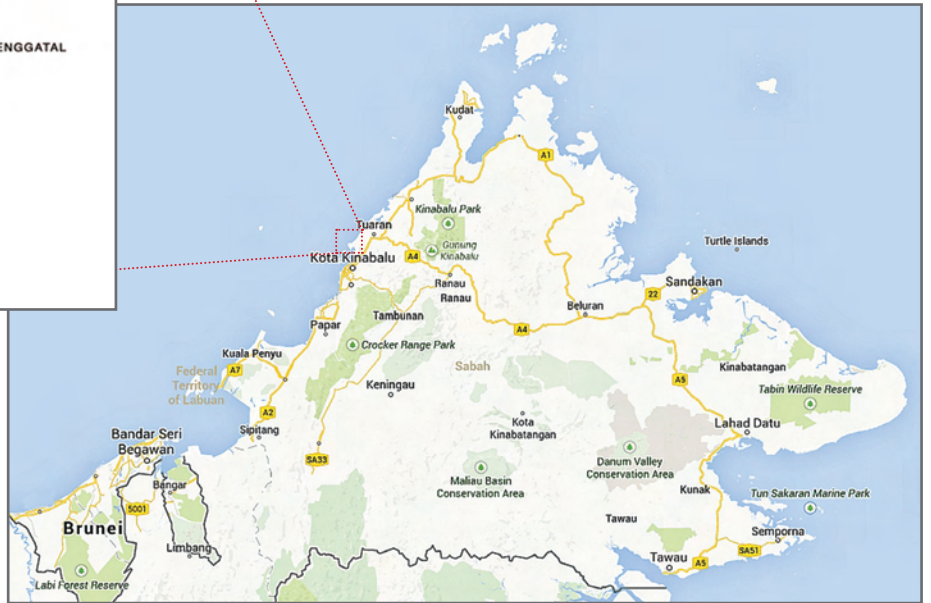 ENGGATAL
Kudat
A1
Kinabalu Park
Tuaran
Gunung
Kinabalu
Turtle Islands
Kota Kinabalu
A4
Ranau
Ranau
Sandakan
22
Beluran
Tambunan
Papar
A4
Crocker Range Park
Kuala Penyu
A7
Federal
Territory
of Labuan
Sabah
Kinabatangan
A5
Tabin Wildlife Reserve
Keningau
A2
Sipitang
Kota
Kinabatangan
Lahad Datu
Bandar Seri
Begawan
SA33
Danum Valley
Conservation Area
Maliau Basin
Conservation Area
Bangar
Kunak
Tun Sakaran Marine Park
5001
Brunei
Tawau
Semporna
Limbang
SA51
Tawau
A5
Labi Forest Reserve